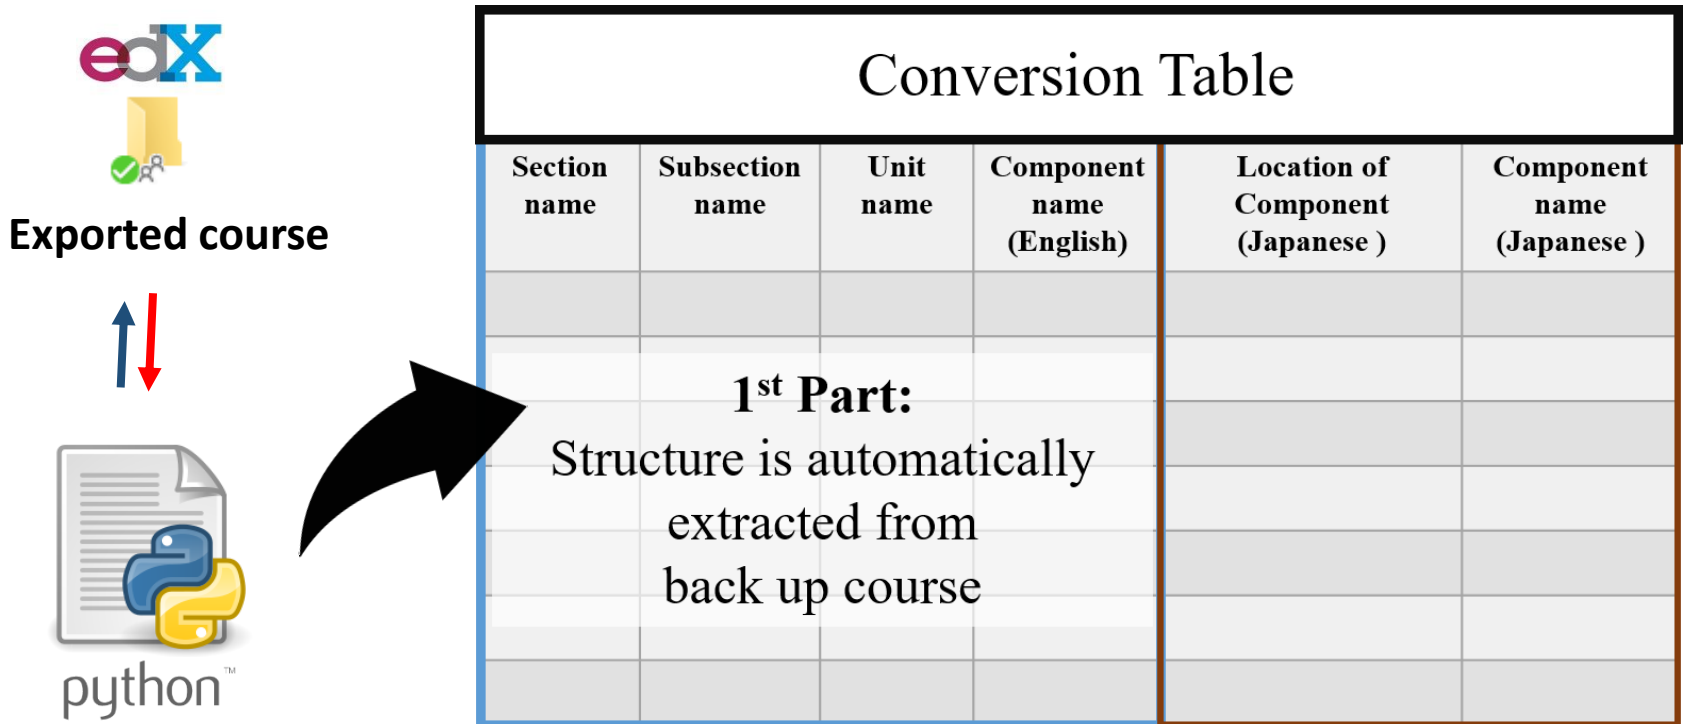 edX
Exported course
python™
Conversion Table
Section name
Subsection name
Unit name
Component name (English)
Location of Component (Japanese )
Component name (Japanese )
1st Part:
Structure is automatically
extracted from
back up course